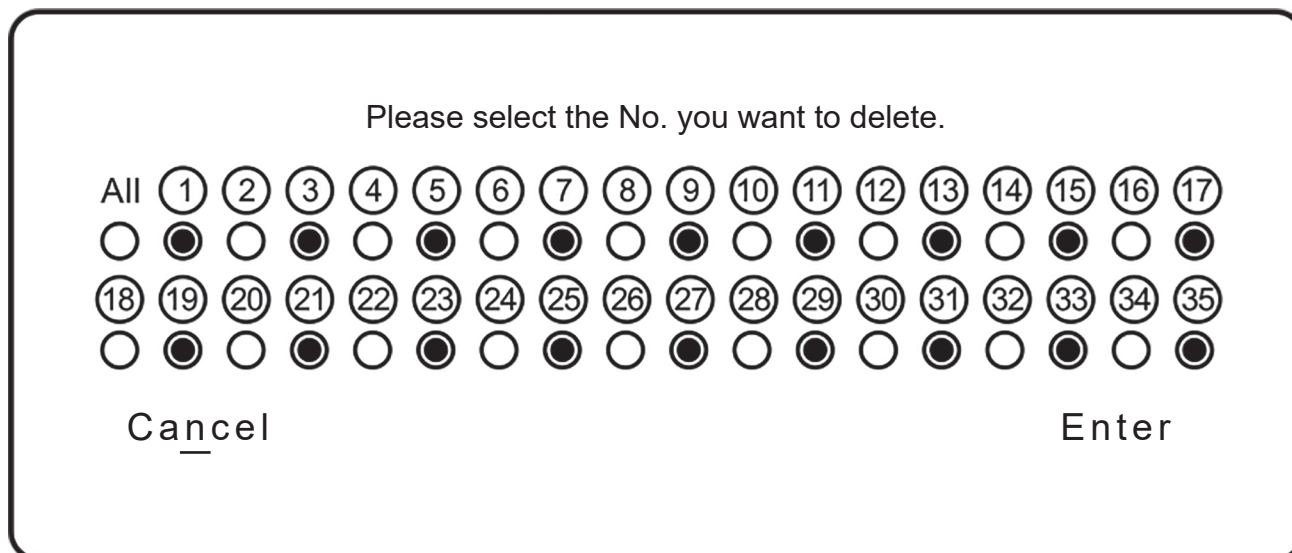 Please select the No. you want to delete.
All 1 2 3 4 5 6 7 8 9 10 11 12 13 14 15 16 17
18 19 20 21 22 23 24 25 26 27 28 29 30 31 32 33 34 35
Cancel Enter